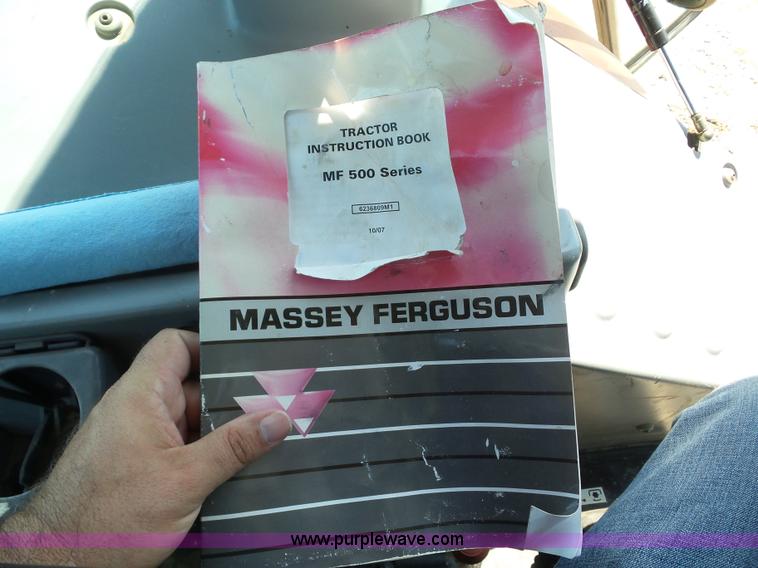 TRACTOR
INSTRUCTION BOOK
MF 500 Series
6236809M1
10/07
MASSEY FERGUSON
www.purplewave.com